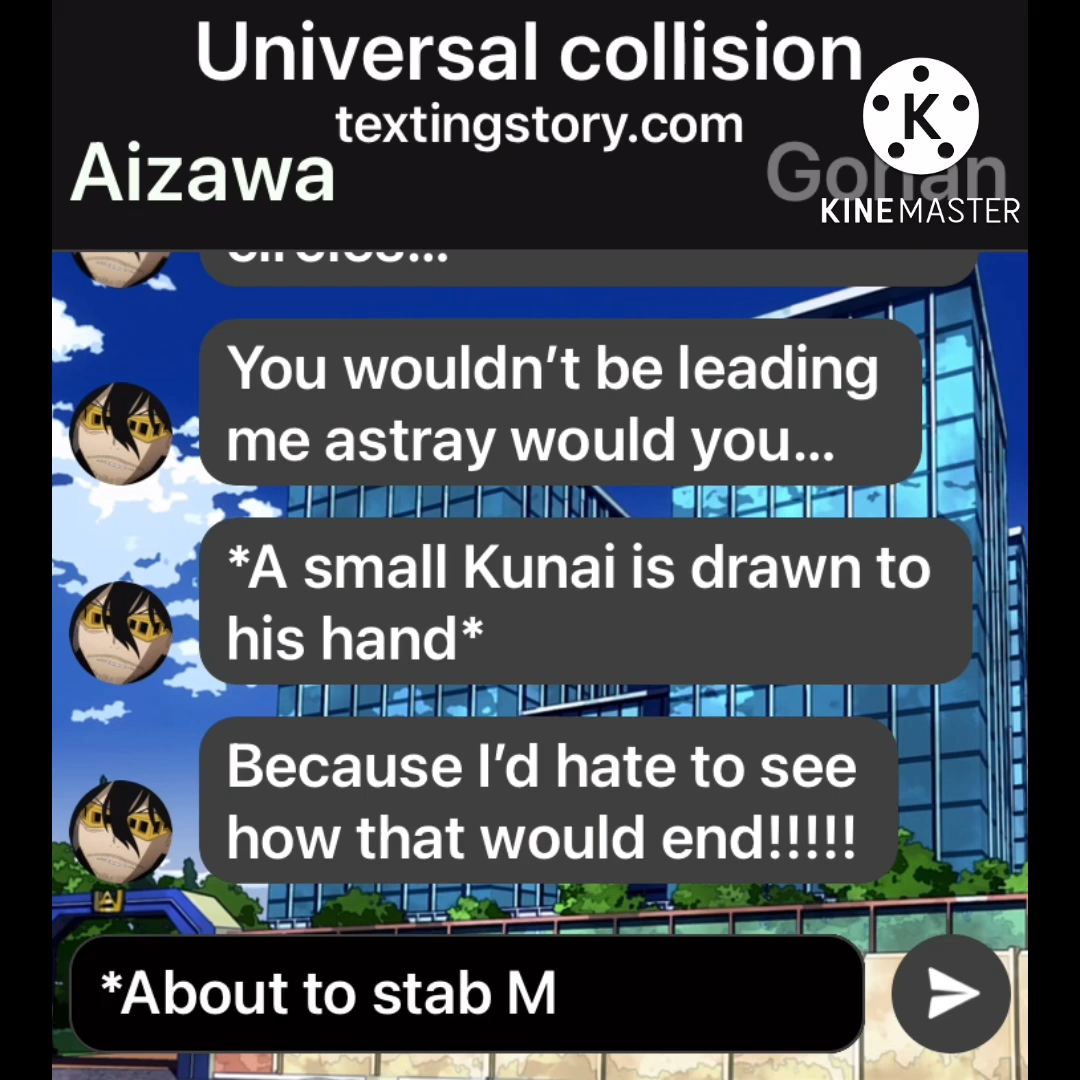 Universal collision
textingstory.com
Aizawa
Gohan
K
KINEMASTER
You wouldn’t be leading
me astray would you...
*A small Kunai is drawn to
his hand*
Because I’d hate to see
how that would end!!!!!
*About to stab M